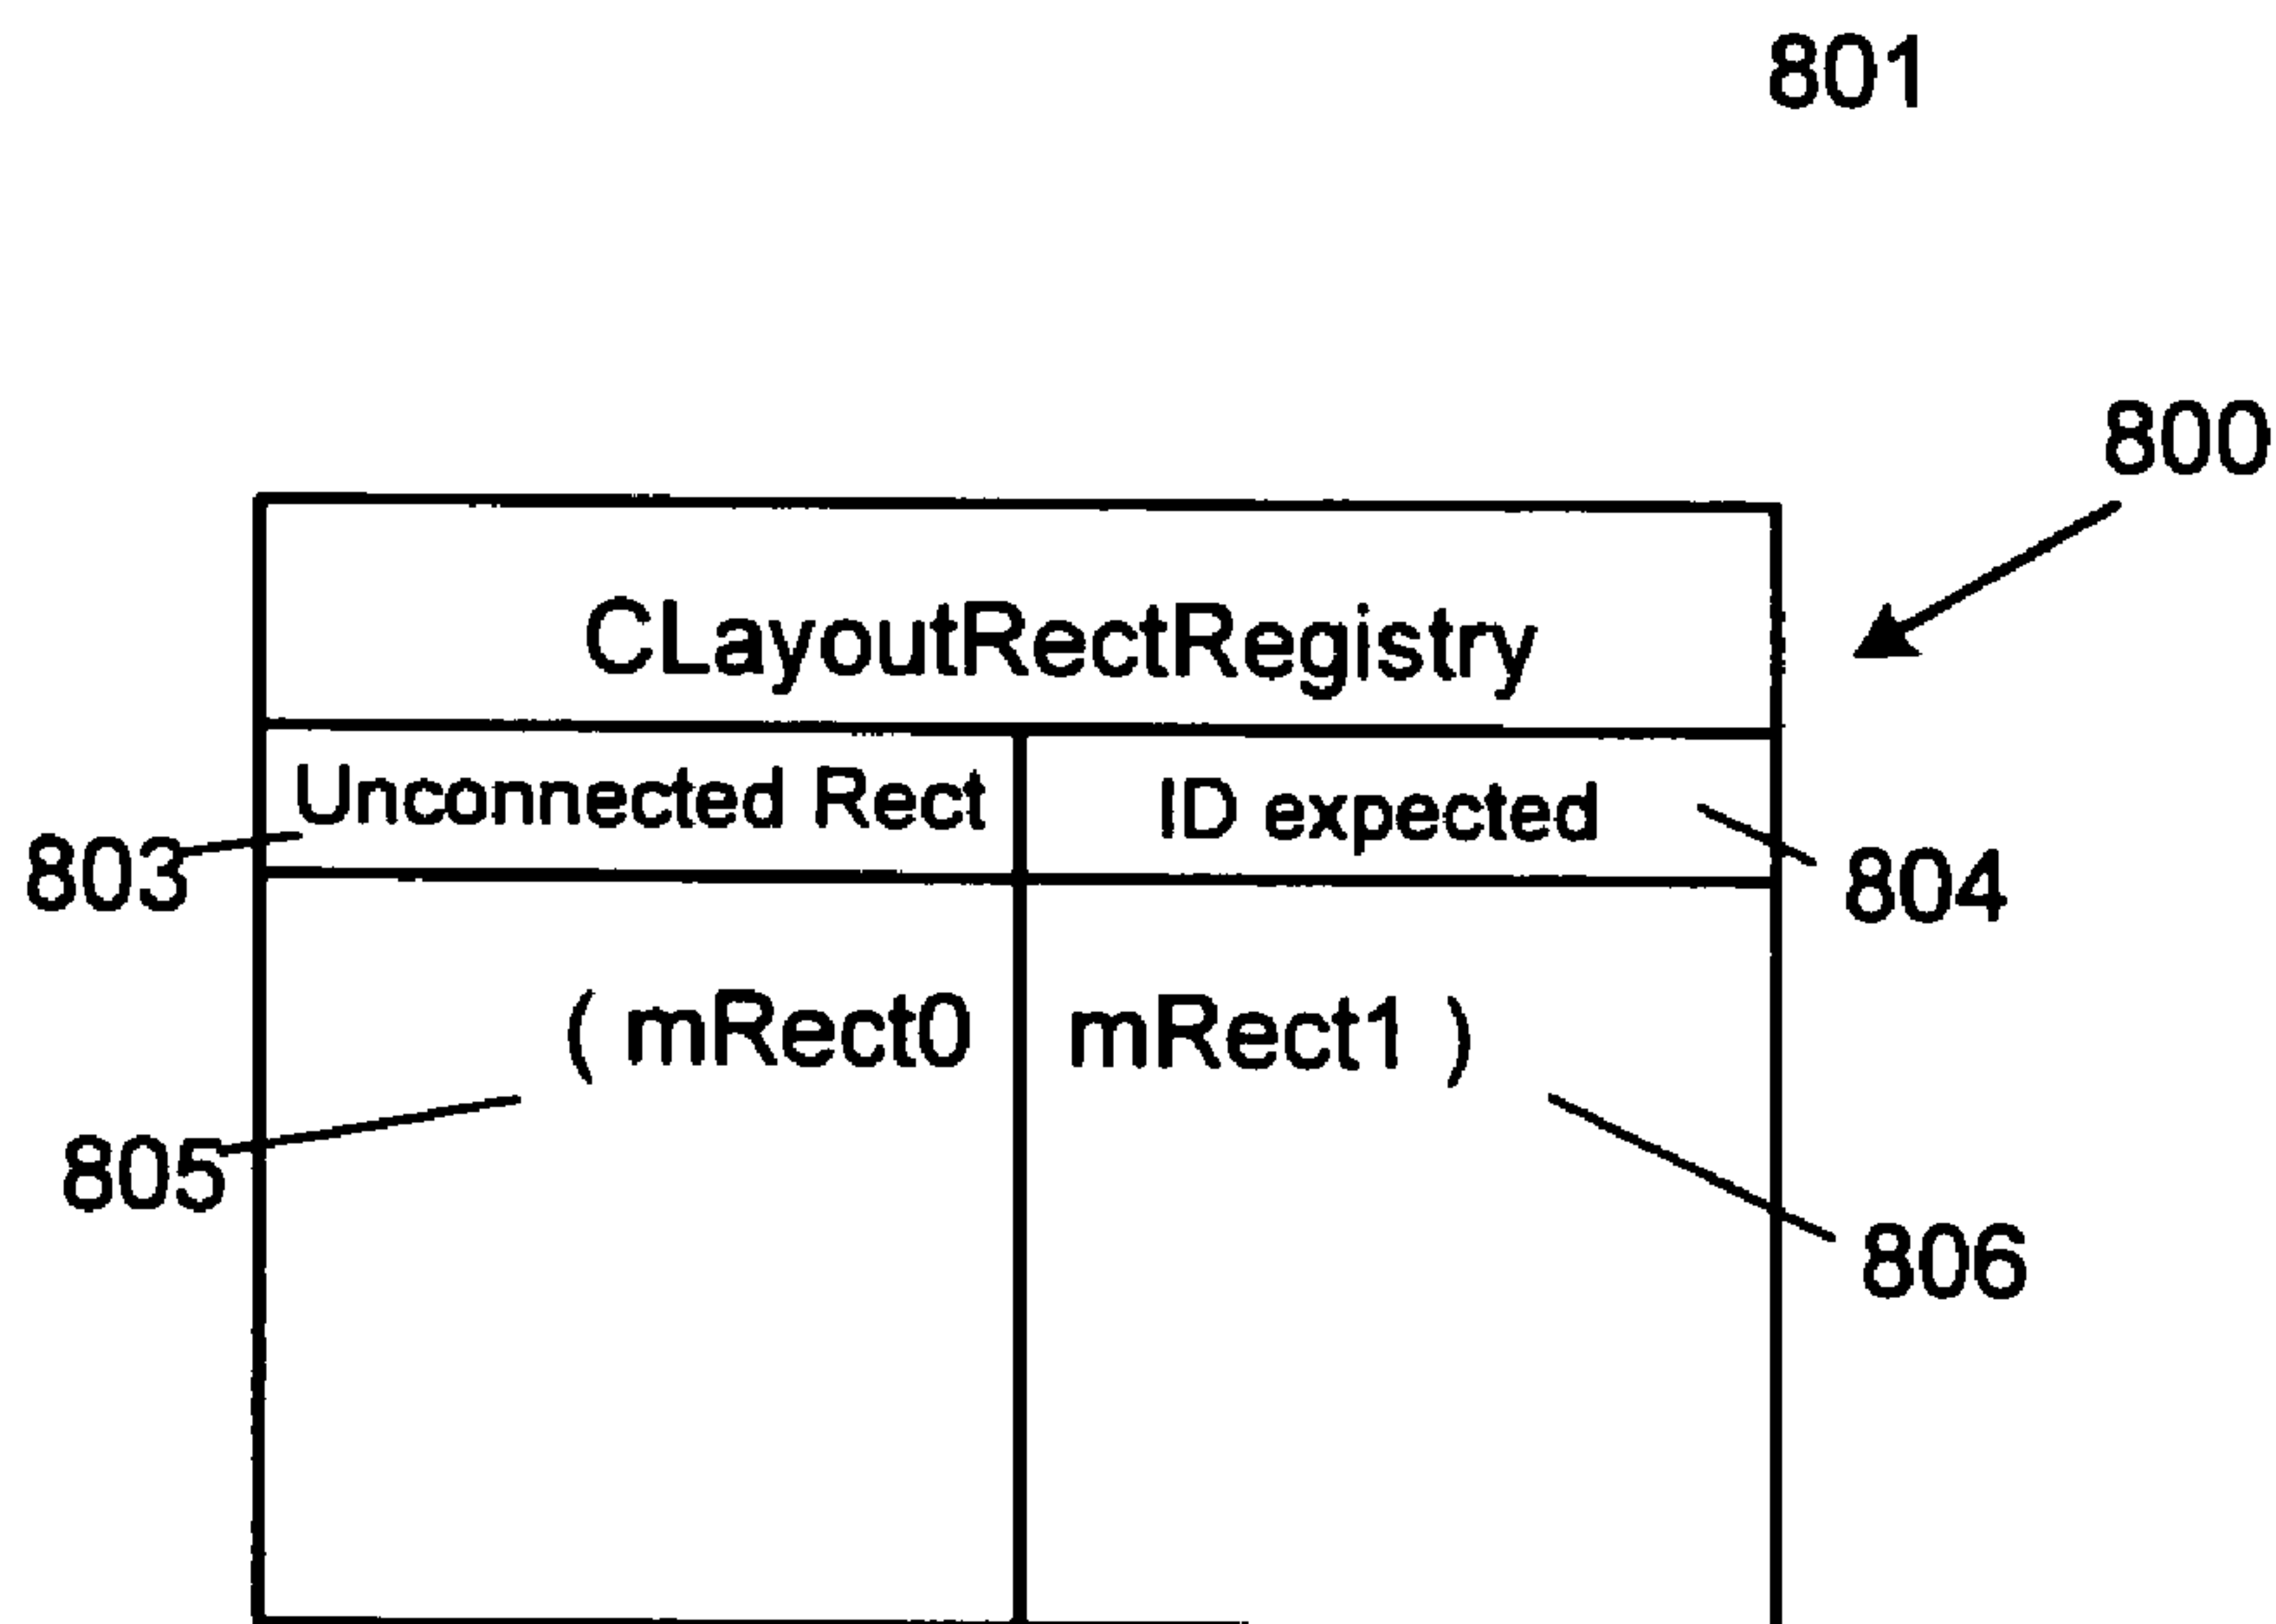 801
800
CLayoutRectRegistry
Unconnected Rect ID expected
803
804
( mRect0 mRect1 )
805
806